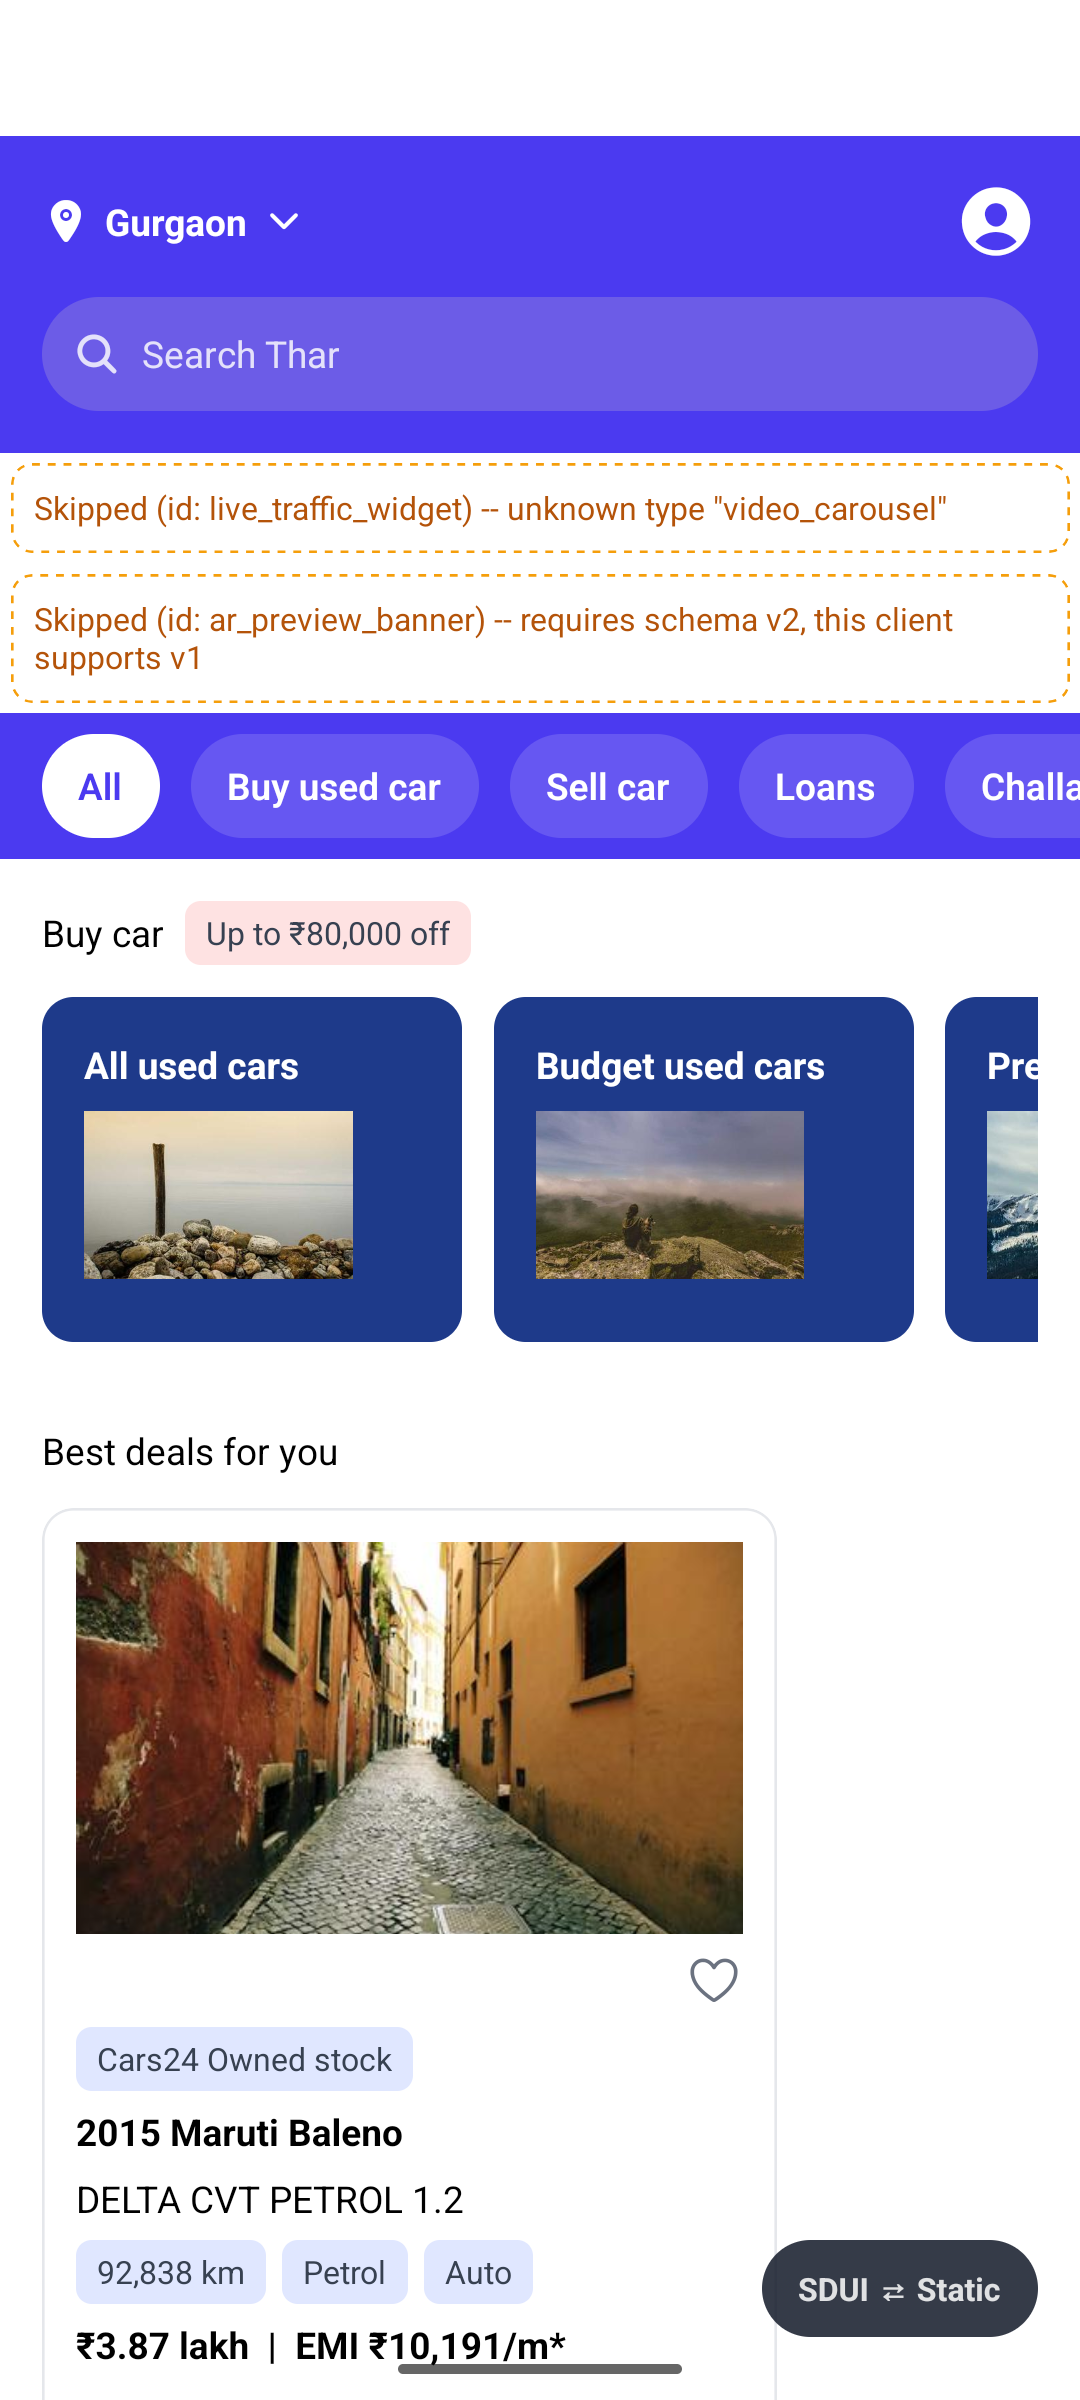 Gurgaon
Search Thar
Skipped (id: live_traffic_widget) -- unknown type "video_carousel"
Skipped (id: ar_preview_banner) -- requires schema v2, this client
supports v1
All
Buy used car
Sell car
Loans
Challa
Buy car
Up to ₹80,000 off
All used cars
Budget used cars
Pre
Best deals for you
Cars24 Owned stock
2015 Maruti Baleno
DELTA CVT PETROL 1.2
92,838 km
Petrol
Auto
SDUI ⇄ Static
₹3.87 lakh | EMI ₹10,191/m*